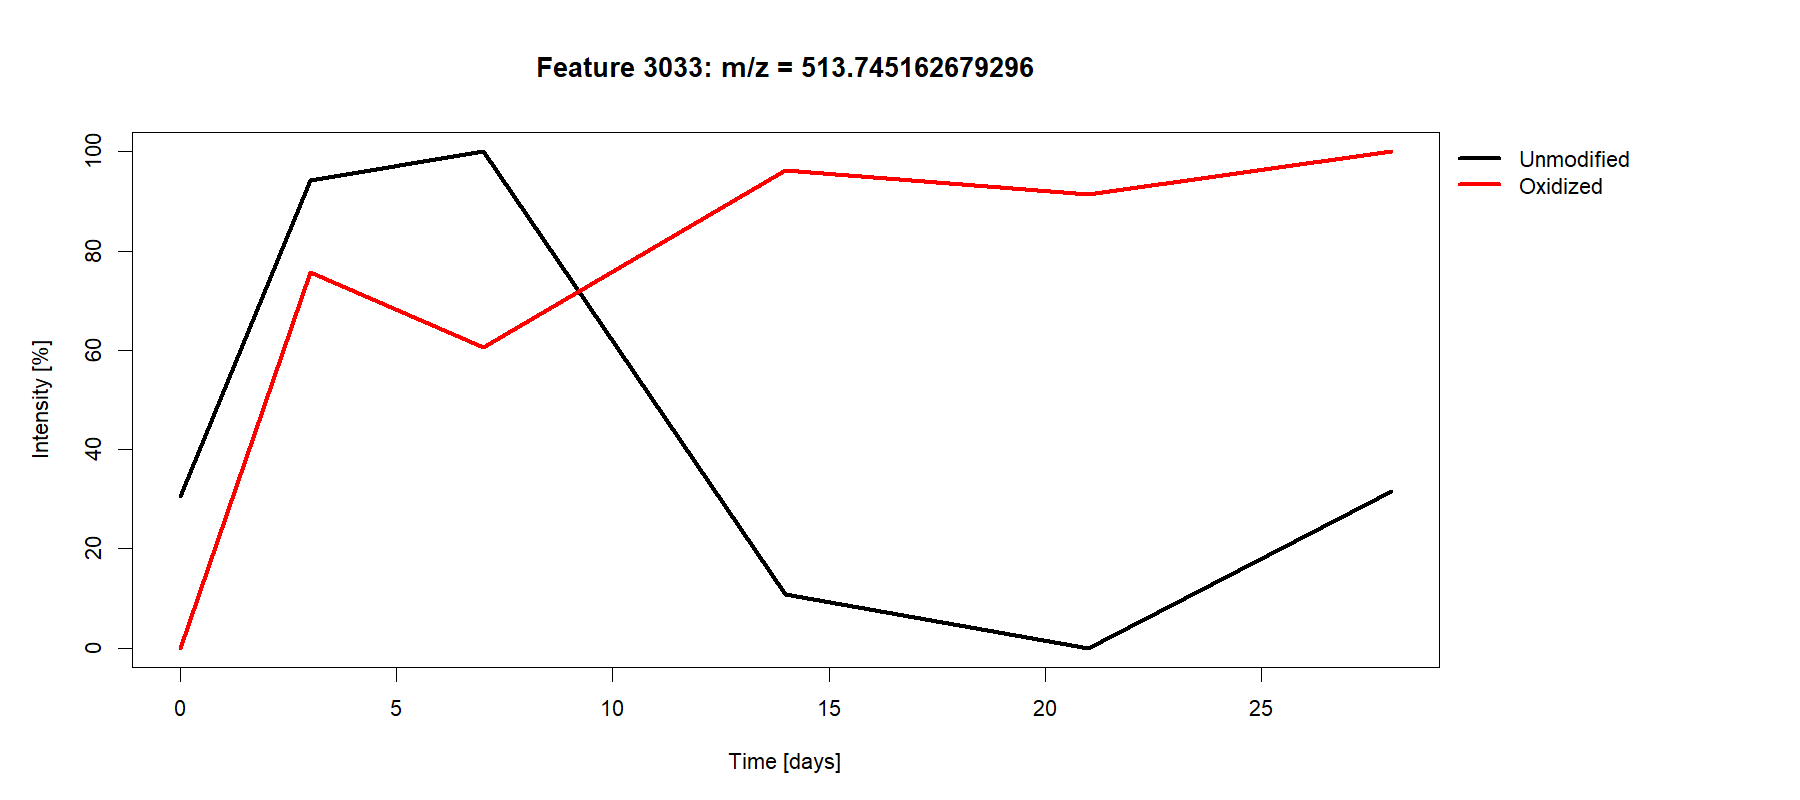 Feature 3033: m/z = 513.745162679296
Unmodified
Oxidized
Intensity [%]
100
80
60
40
20
0
0 5 10 15 20 25
Time [days]